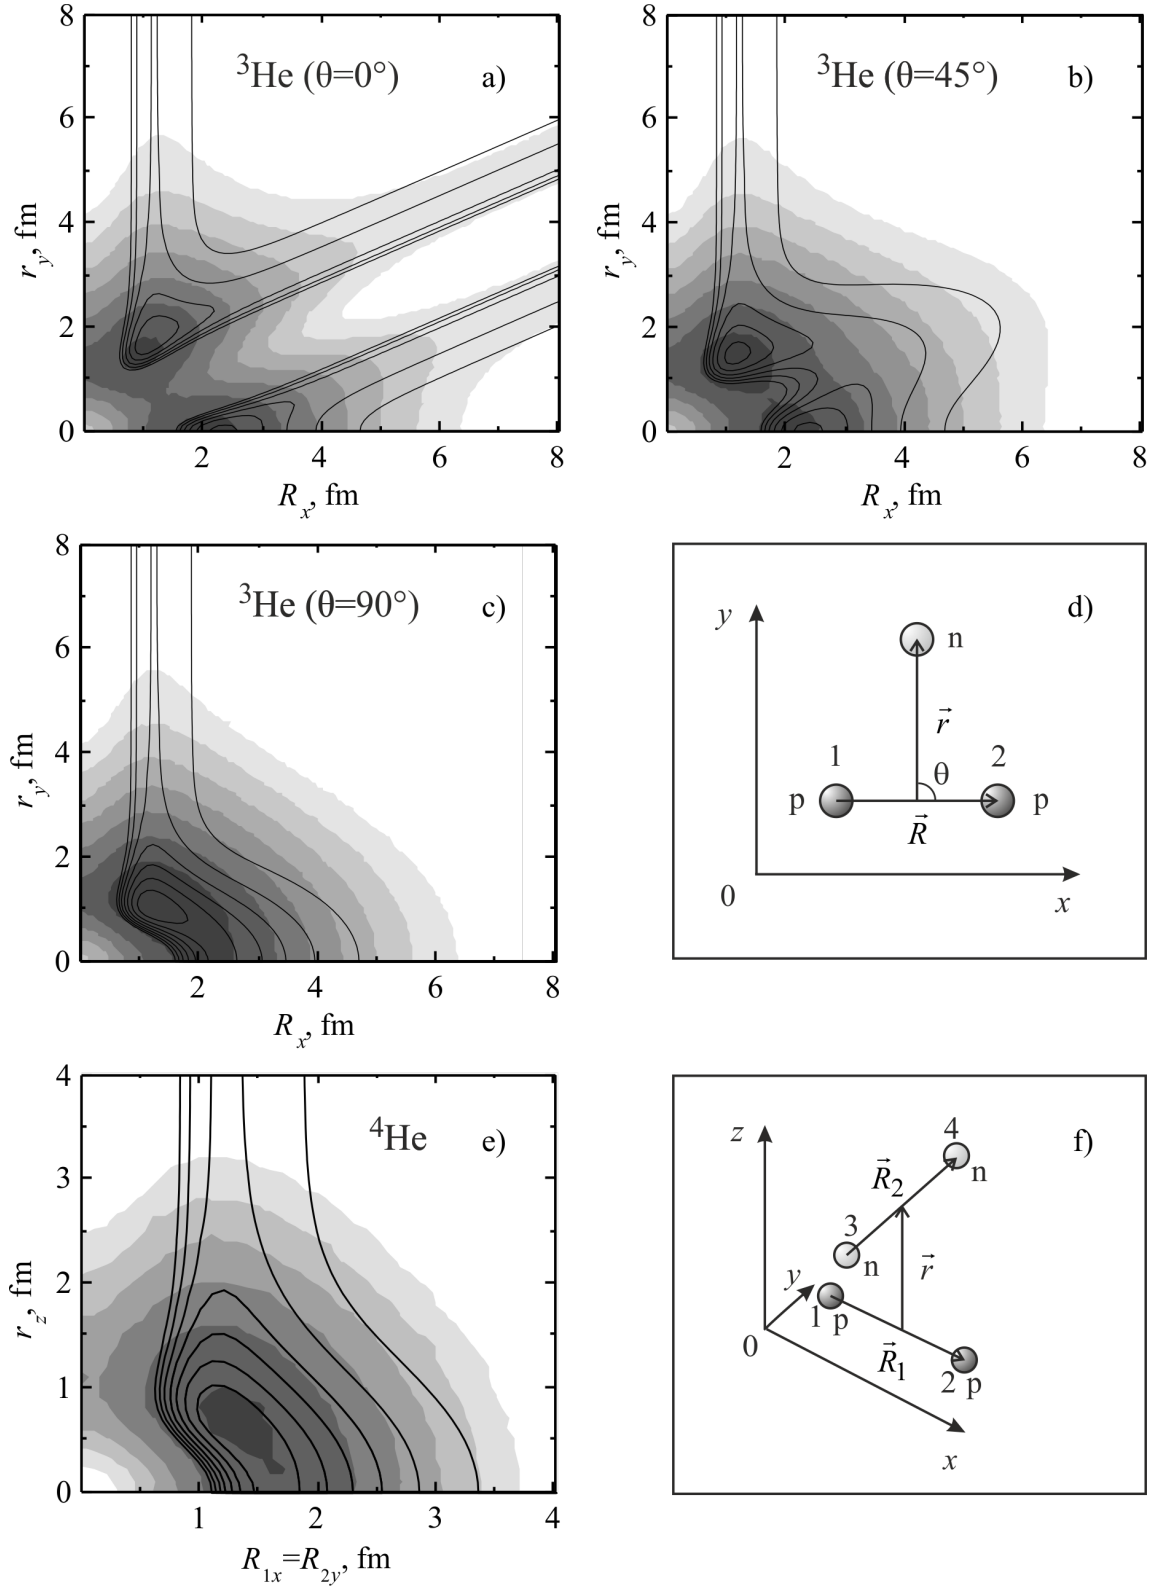 ³He (θ=0°) a)
8
6
4
2
0
r_y, fm
2 4 6 8
R_x, fm
³He (θ=45°) b)
8
6
4
2
0
r_y, fm
2 4 6 8
R_x, fm
³He (θ=90°) c)
8
6
4
2
0
r_y, fm
2 4 6 8
R_x, fm
d)
y
n
r⃗
1 2
θ
p p
R⃗
0
x
⁴He e)
4
3
2
1
0
r_z, fm
1 2 3 4
R_1x=R_2y, fm
f)
z
4
R⃗_2
n
3
n
r⃗
y
1 p
0
R⃗_1
2 p
x